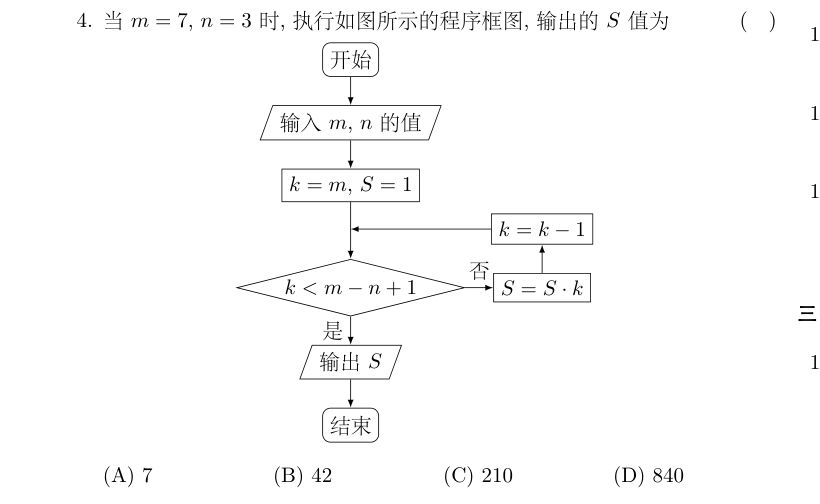 4. 当 m = 7, n = 3 时, 执行如图所示的程序框图, 输出的 S 值为 ( )
开始
输入 m, n 的值
k = m, S = 1
k = k − 1
k < m − n + 1
否
S = S · k
是
输出 S
结束
(A) 7 (B) 42 (C) 210 (D) 840
1
1
1
三
1